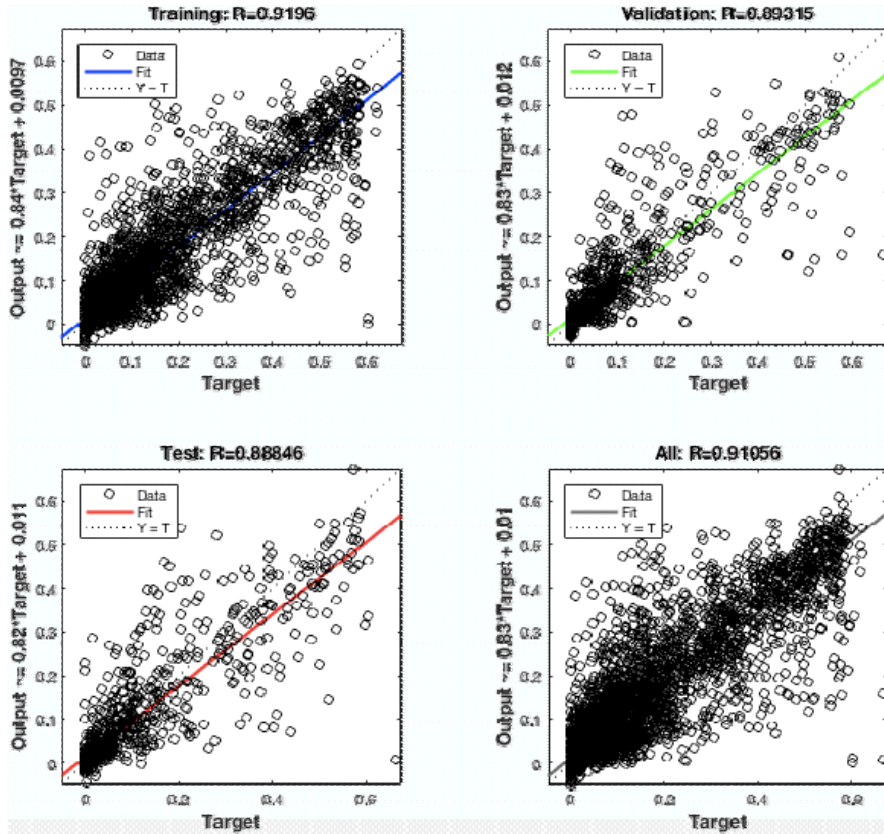 Training: R=0.9196
Output ~= 0.84*Target + 0.0097
0.6
0.5
0.4
0.3
0.2
0.1
0
Data
Fit
Y = T
0 0.1 0.2 0.3 0.4 0.5 0.6
Target
Validation: R=0.89315
Output ~= 0.83*Target + 0.012
0.6
0.5
0.4
0.3
0.2
0.1
0
Data
Fit
Y = T
0 0.1 0.2 0.3 0.4 0.5 0.6
Target
Test: R=0.88846
Output ~= 0.82*Target + 0.011
0.6
0.5
0.4
0.3
0.2
0.1
0
Data
Fit
Y = T
0 0.2 0.4 0.6
Target
All: R=0.91056
Output ~= 0.83*Target + 0.01
0.6
0.5
0.4
0.3
0.2
0.1
0
Data
Fit
Y = T
0 0.2 0.4 0.6
Target